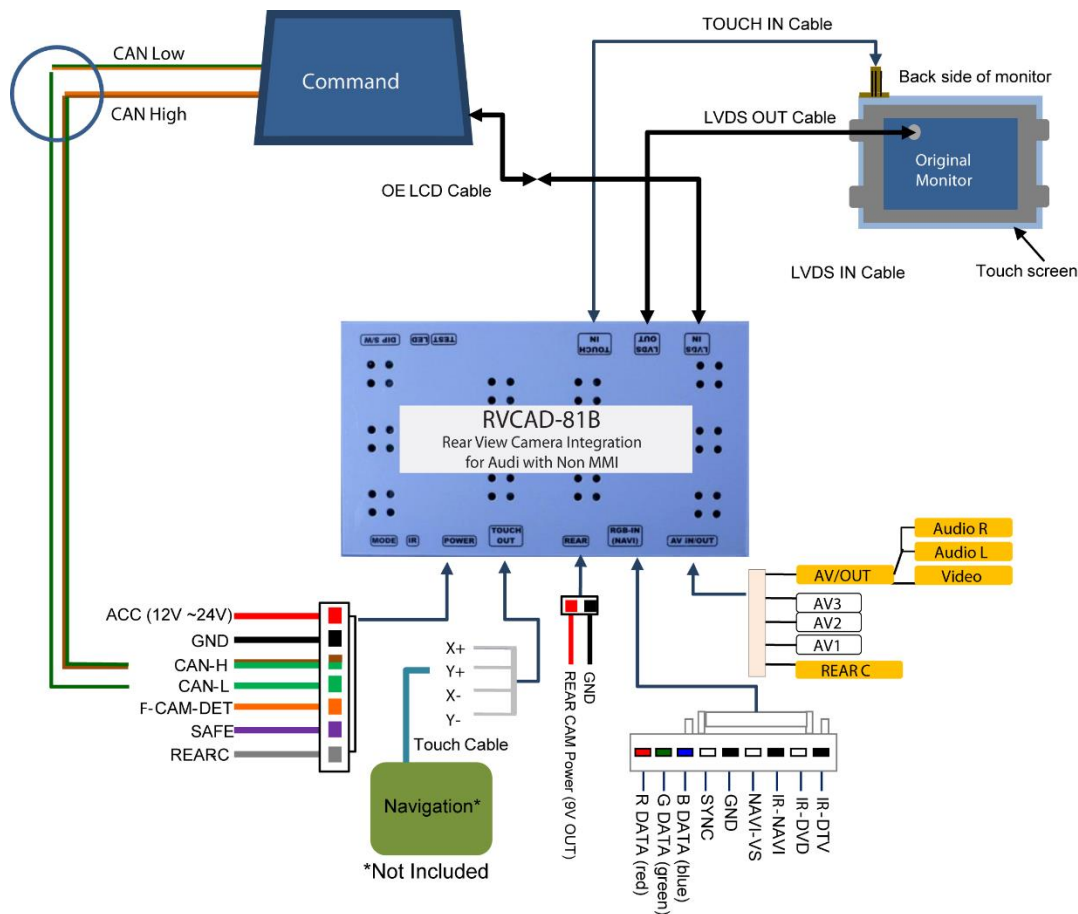 TOUCH IN Cable
CAN Low
Command
CAN High
Back side of monitor
LVDS OUT Cable
Original
Monitor
OE LCD Cable
LVDS IN Cable
Touch screen
DIP S/W
TEST LED
TOUCH
IN
LVDS
OUT
LVDS
IN
RVCAD-81B
Rear View Camera Integration
for Audi with Non MMI
MODE
IR
POWER
TOUCH
OUT
REAR
RGB-IN
(NAVI)
AV IN/OUT
Audio R
Audio L
AV/OUT
Video
AV3
AV2
AV1
REAR C
ACC (12V ~24V)
GND
CAN-H
CAN-L
F-CAM-DET
SAFE
REARC
X+
Y+
X-
Y-
Touch Cable
Navigation*
*Not Included
REAR CAM Power (9V OUT)
GND
R DATA (red)
G DATA (green)
B DATA (blue)
SYNC
GND
NAVI-VS
IR-NAVI
IR-DVD
IR-DTV